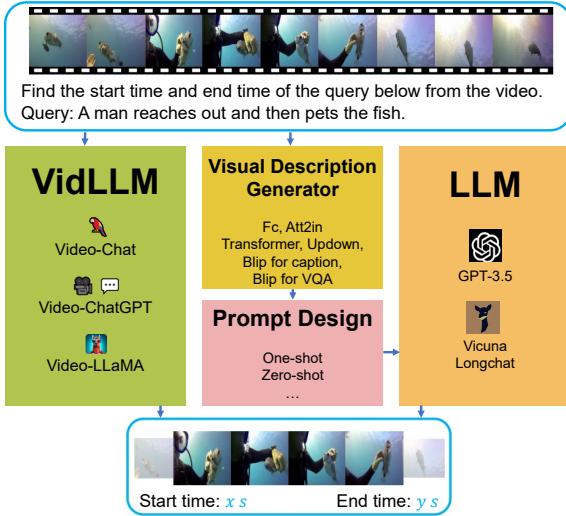 Find the start time and end time of the query below from the video.
Query: A man reaches out and then pets the fish.
VidLLM
Video-Chat
Video-ChatGPT
Video-LLaMA
Visual Description
Generator
Fc, Att2in
Transformer, Updown,
Blip for caption,
Blip for VQA
Prompt Design
One-shot
Zero-shot
...
LLM
GPT-3.5
Vicuna
Longchat
Start time: x s
End time: y s